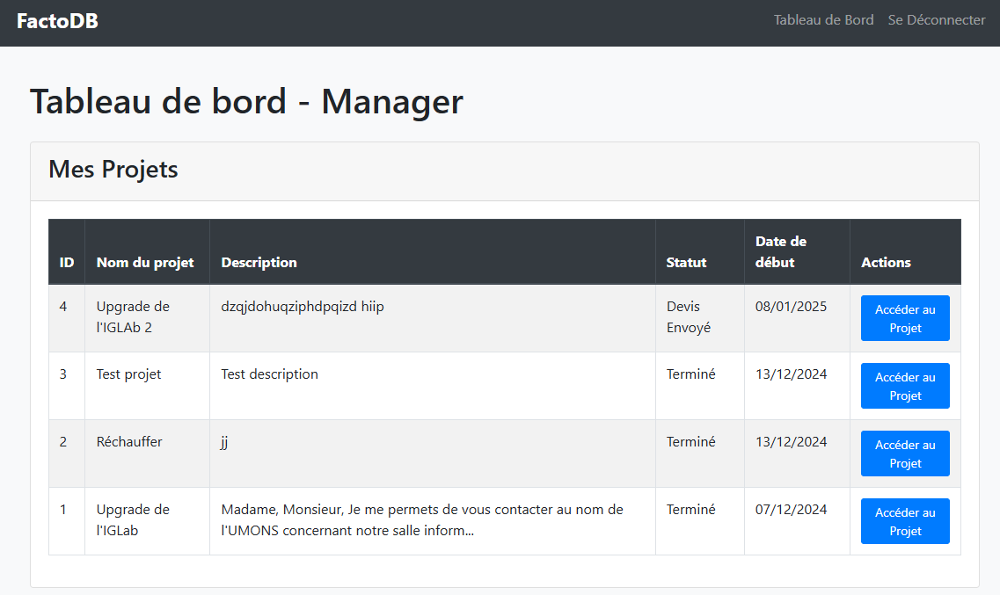 FactoDB
Tableau de Bord Se Déconnecter
Tableau de bord - Manager
Mes Projets
ID Nom du projet Description Statut Date de début Actions
4 Upgrade de l'IGLAb 2 dzqjdohuqziphdpqizd hiip Devis Envoyé 08/01/2025 Accéder au Projet
3 Test projet Test description Terminé 13/12/2024 Accéder au Projet
2 Réchauffer jj Terminé 13/12/2024 Accéder au Projet
1 Upgrade de l'IGLab Madame, Monsieur, Je me permets de vous contacter au nom de l'UMONS concernant notre salle inform... Terminé 07/12/2024 Accéder au Projet